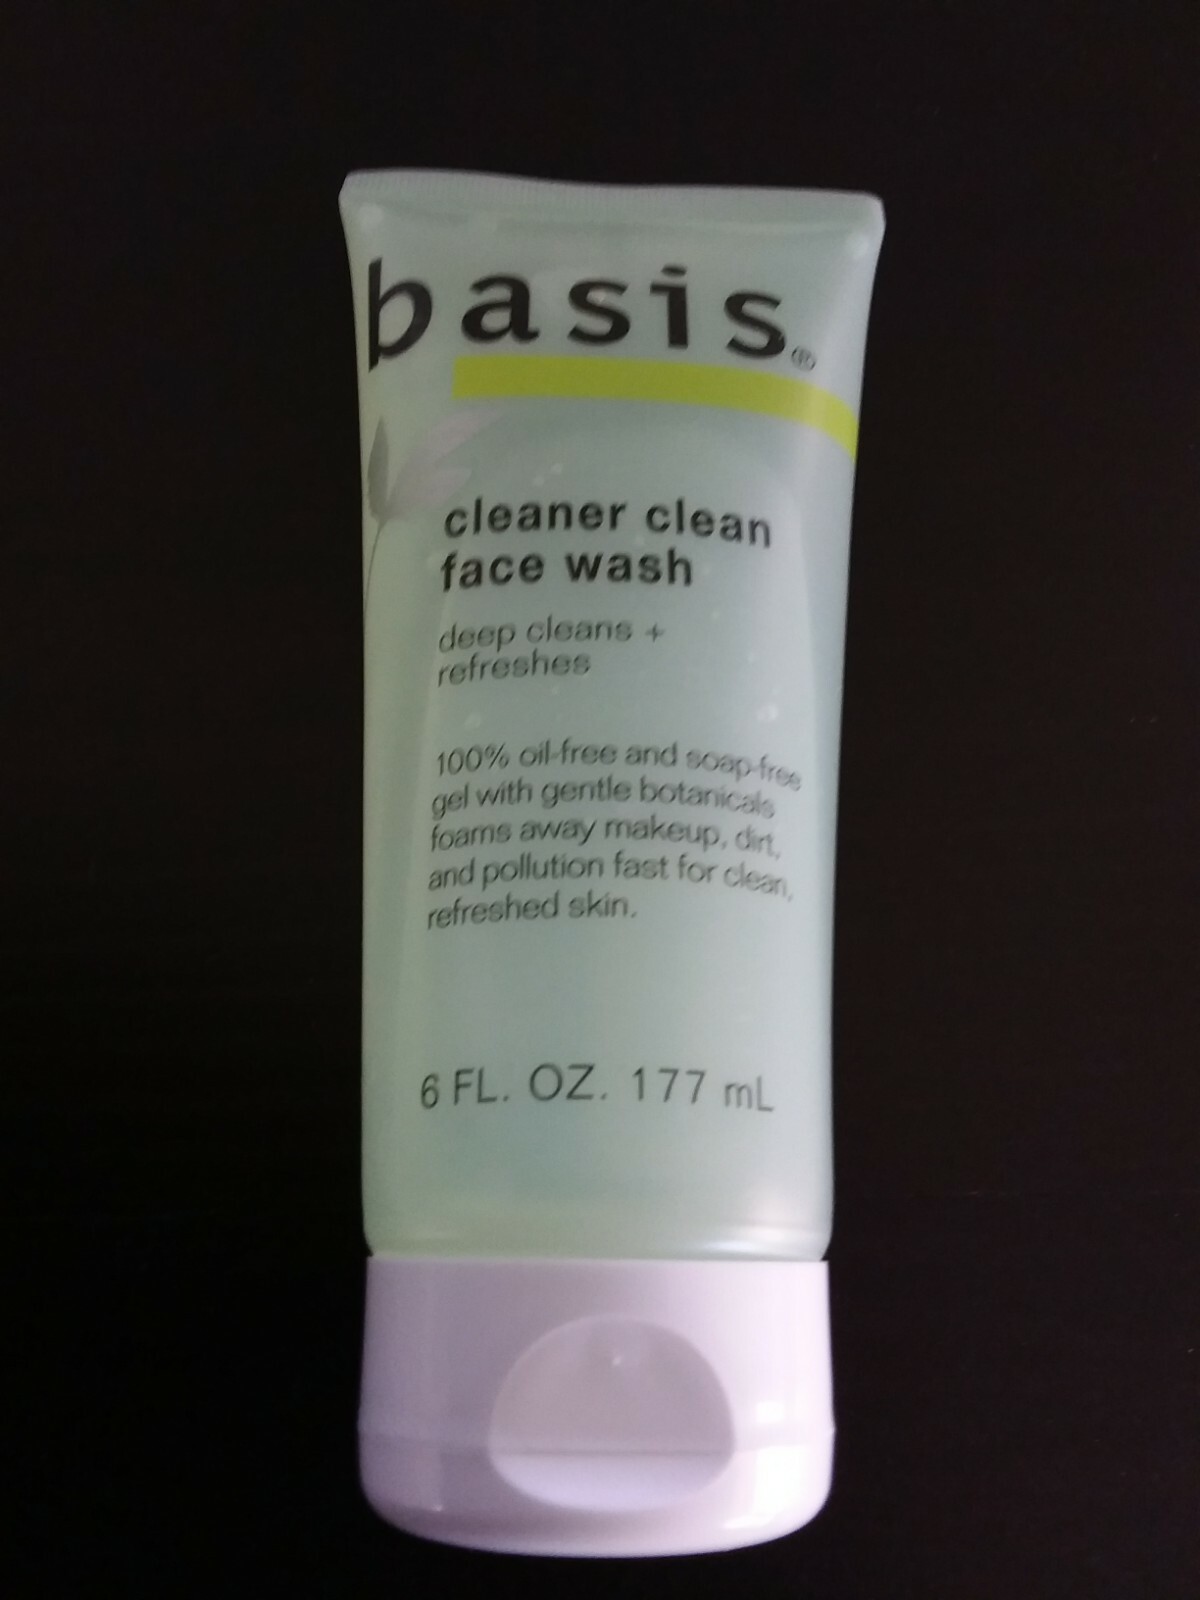 basis®
cleaner clean
face wash
deep cleans +
refreshes
100% oil-free and soap-free
gel with gentle botanicals
foams away makeup, dirt,
and pollution fast for clean,
refreshed skin.
6 FL. OZ. 177 mL